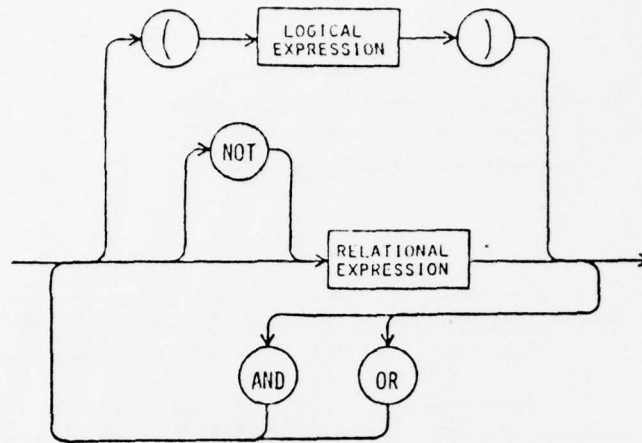 (
LOGICAL
EXPRESSION
)
NOT
RELATIONAL
EXPRESSION
AND
OR